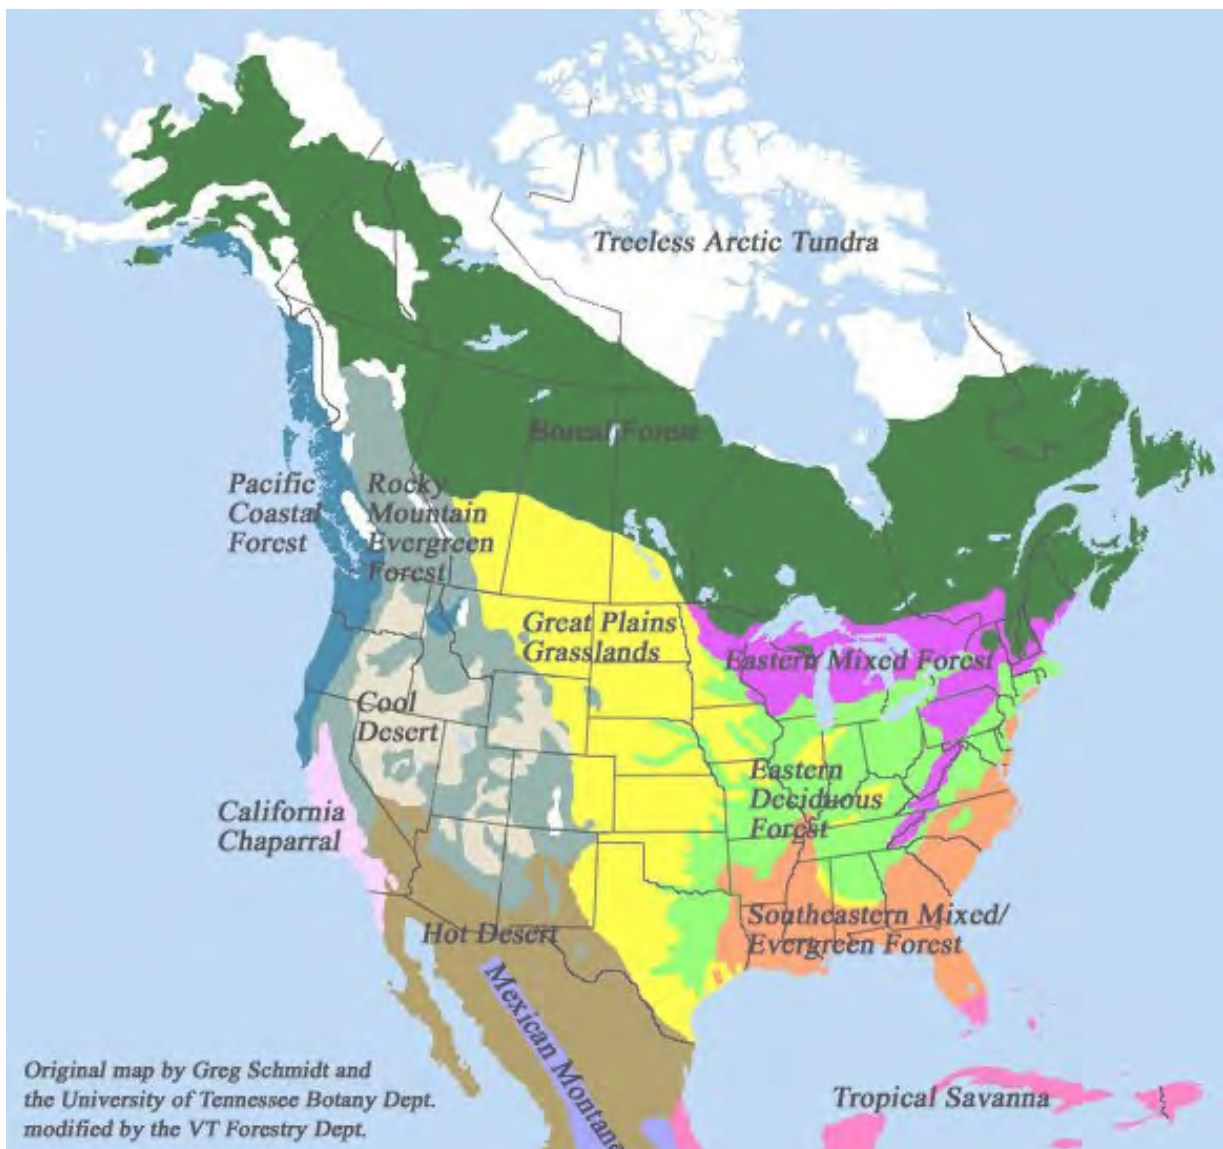 Treeless Arctic Tundra
Boreal Forest
Pacific
Coastal
Forest
Rocky
Mountain
Evergreen
Forest
Great Plains
Grasslands
Eastern Mixed Forest
Cool
Desert
Eastern
Deciduous
Forest
California
Chaparral
Southeastern Mixed/
Evergreen Forest
Hot Desert
Mexican Montane
Tropical Savanna
Original map by Greg Schmidt and
the University of Tennessee Botany Dept.
modified by the VT Forestry Dept.